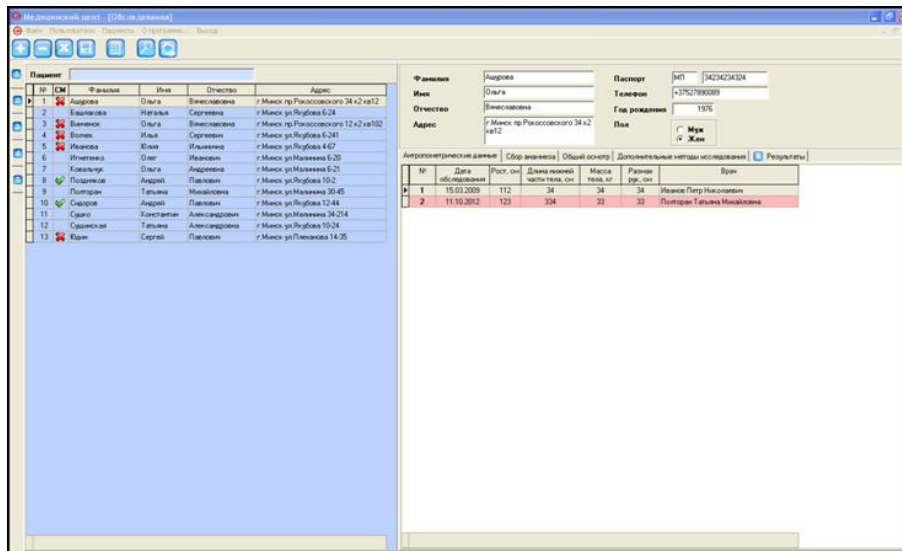 Медицинский центр - [Обследования]
Файл Пользователи Пациенты О программе... Выход
Пациент
№ СМ Фамилия Имя Отчество Адрес
1 Ашурова Ольга Вячеславовна г.Минск пр.Рокоссовского 34 к2 кв12
2 Башлакова Наталья Сергеевна г.Минск ул.Якубова 6-24
3 Ольга Вячеславовна г.Минск пр.Рокоссовского 12 к2 кв102
4 Волчек Илья Сергеевич г.Минск ул.Якубова 6-241
5 Иванова Юлия Ильинична г.Минск ул.Якубова 4-67
6 Игнатенко Олег Иванович г.Минск ул.Малинина 6-20
7 Ковальчук Ольга Андреевна г.Минск ул.Малинина 6-21
8 Поздняков Андрей Павлович г.Минск ул.Якубова 10-2
9 Полторан Татьяна Михайловна г.Минск ул.Малинина 30-45
10 Сидоров Андрей Павлович г.Минск ул.Якубова 12-44
11 Сушко Константин Александрович г.Минск ул.Малинина 34-214
12 Сушинская Татьяна Александровна г.Минск ул.Якубова 10-24
13 Юдин Сергей Павлович г.Минск ул.Плеханова 14-35
Фамилия Ашурова Паспорт МП 34234234324
Имя Ольга Телефон +37527890089
Отчество Вячеславовна Год рождения 1976
Адрес г.Минск пр.Рокоссовского 34 к2 кв12 Пол Муж
Жен
Антропометрические данные Сбор анамнеза Общий осмотр Дополнительные методы исследования Результаты
№ Дата обследования Рост, см Длина нижней части тела, см Масса тела, кг Размах рук, см Врач
1 15.03.2009 112 34 34 34 Иванов Петр Николаевич
2 11.10.2012 123 334 33 33 Полторан Татьяна Михайловна